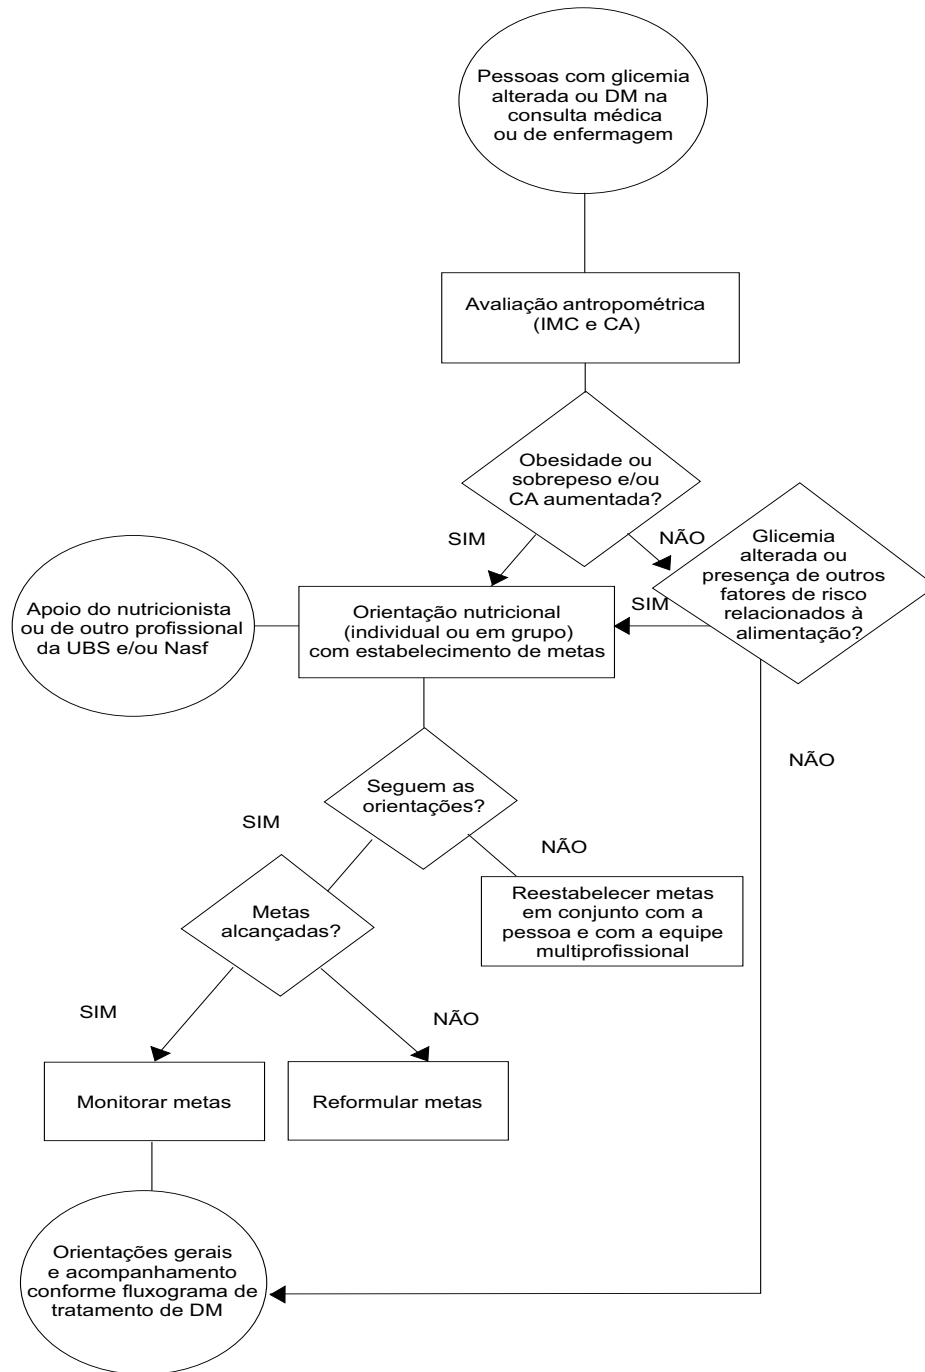 Pessoas com glicemia
alterada ou DM na
consulta médica
ou de enfermagem
Avaliação antropométrica
(IMC e CA)
Obesidade ou
sobrepeso e/ou
CA aumentada?
SIM
NÃO
Glicemia
alterada ou
presença de outros
fatores de risco
relacionados à
alimentação?
SIM
NÃO
Orientação nutricional
(individual ou em grupo)
com estabelecimento de metas
Apoio do nutricionista
ou de outro profissional
da UBS e/ou Nasf
Seguem as
orientações?
SIM
NÃO
Reestabelecer metas
em conjunto com a
pessoa e com a equipe
multiprofissional
Metas
alcançadas?
SIM
NÃO
Monitorar metas
Reformular metas
Orientações gerais
e acompanhamento
conforme fluxograma de
tratamento de DM